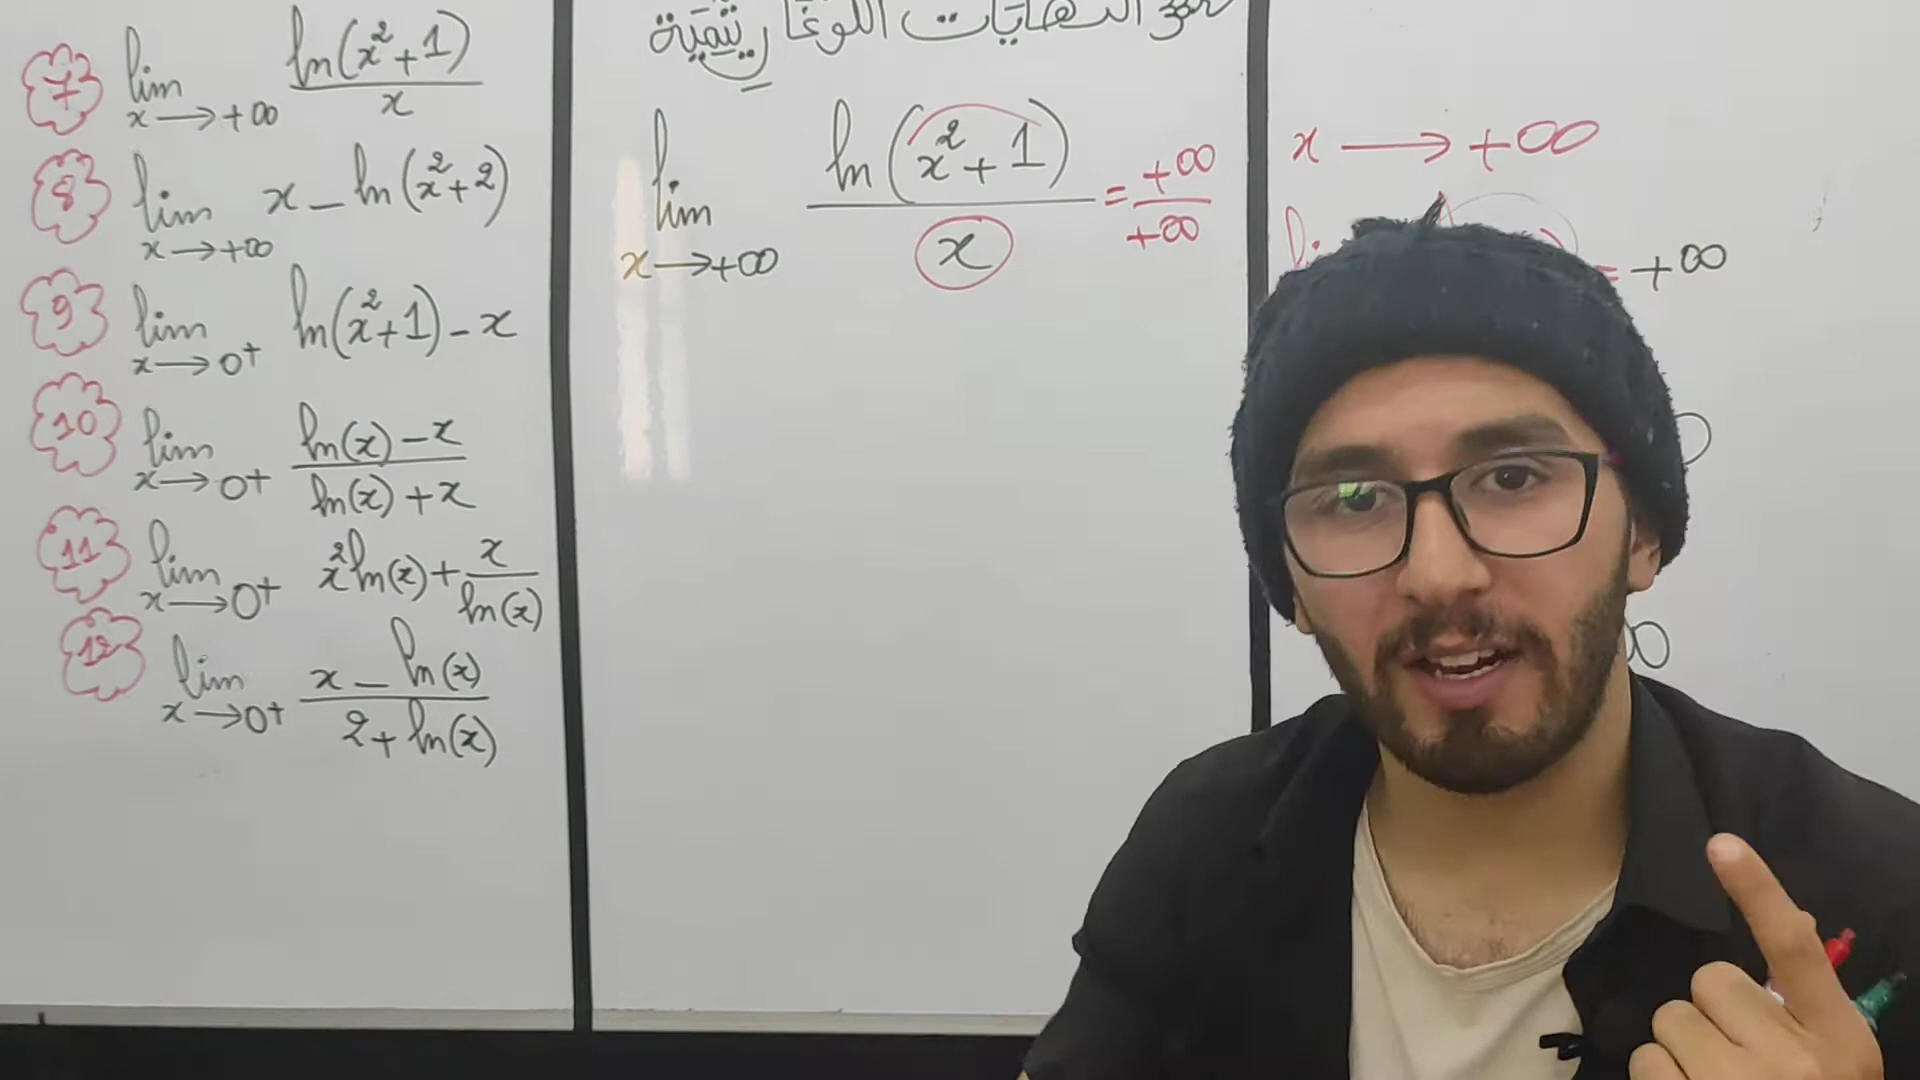 7 lim x→+∞ ln(x²+1)/x
8 lim x→+∞ x - ln(x²+2)
9 lim x→0⁺ ln(x²+1) - x
10 lim x→0⁺ (ln(x) - x)/(ln(x) + x)
11 lim x→0⁺ x²ln(x) + x/ln(x)
12 lim x→0⁺ (x - ln(x))/(2 + ln(x))
النهايات اللوغاريتمية
lim x→+∞ ln(x²+1)/x = +∞/+∞
x → +∞
= +∞